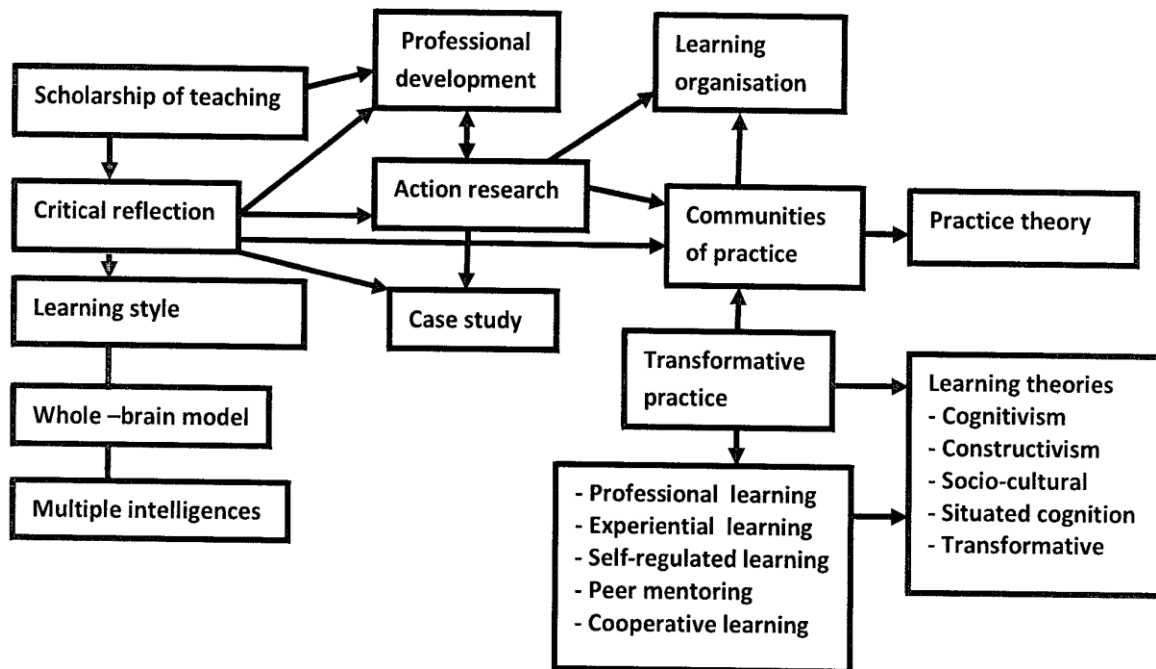 Professional
development
Learning
organisation
Scholarship of teaching
Action research
Critical reflection
Communities
of practice
Practice theory
Learning style
Case study
Transformative
practice
Learning theories
- Cognitivism
- Constructivism
- Socio-cultural
- Situated cognition
- Transformative
Whole –brain model
Multiple intelligences
- Professional learning
- Experiential learning
- Self-regulated learning
- Peer mentoring
- Cooperative learning